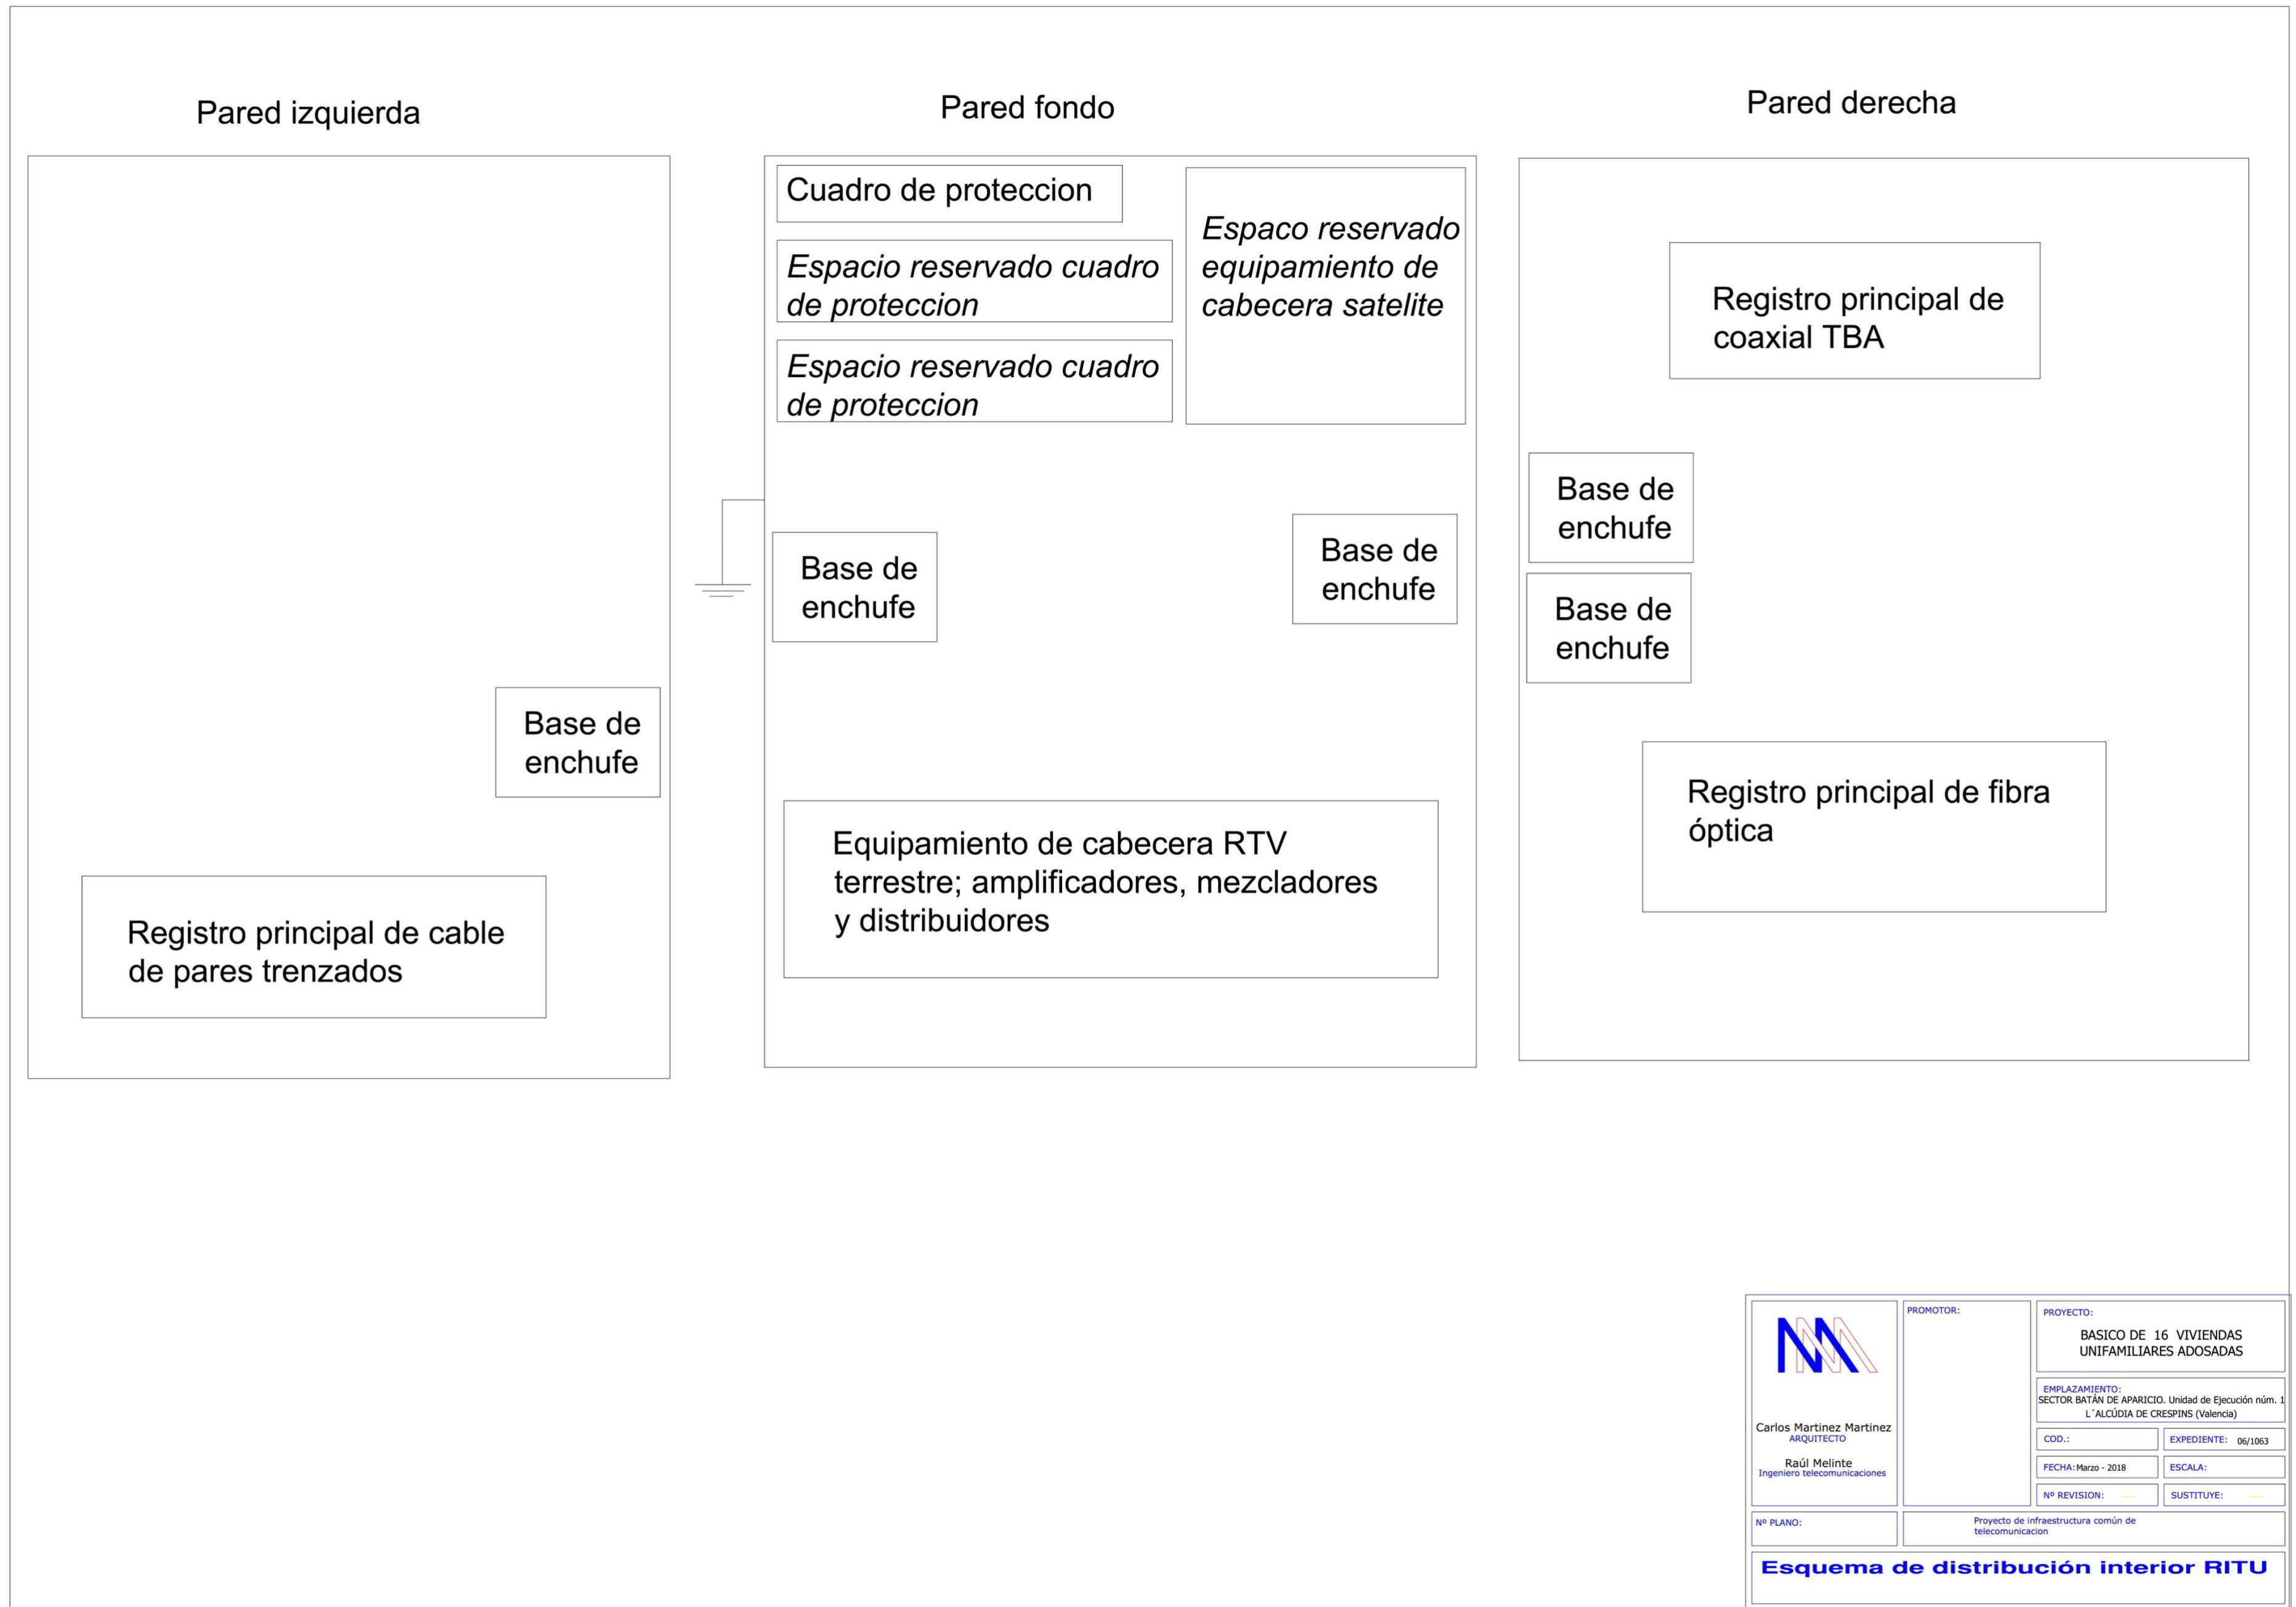 Pared izquierda
Pared fondo
Pared derecha
Base de
enchufe
Registro principal de cable
de pares trenzados
Cuadro de proteccion
Espacio reservado cuadro
de proteccion
Espacio reservado cuadro
de proteccion
Espaco reservado
equipamiento de
cabecera satelite
Base de
enchufe
Base de
enchufe
Equipamiento de cabecera RTV
terrestre; amplificadores, mezcladores
y distribuidores
Registro principal de
coaxial TBA
Base de
enchufe
Base de
enchufe
Registro principal de fibra
óptica
Carlos Martinez Martinez
ARQUITECTO
Raúl Melinte
Ingeniero telecomunicaciones
PROMOTOR:
PROYECTO:
BASICO DE 16 VIVIENDAS
UNIFAMILIARES ADOSADAS
EMPLAZAMIENTO:
SECTOR BATÁN DE APARICIO. Unidad de Ejecución núm. 1
L´ALCÚDIA DE CRESPINS (Valencia)
COD.:
EXPEDIENTE: 06/1063
FECHA: Marzo - 2018
ESCALA:
Nº REVISION:
SUSTITUYE:
Nº PLANO:
Proyecto de infraestructura común de
telecomunicacion
Esquema de distribución interior RITU